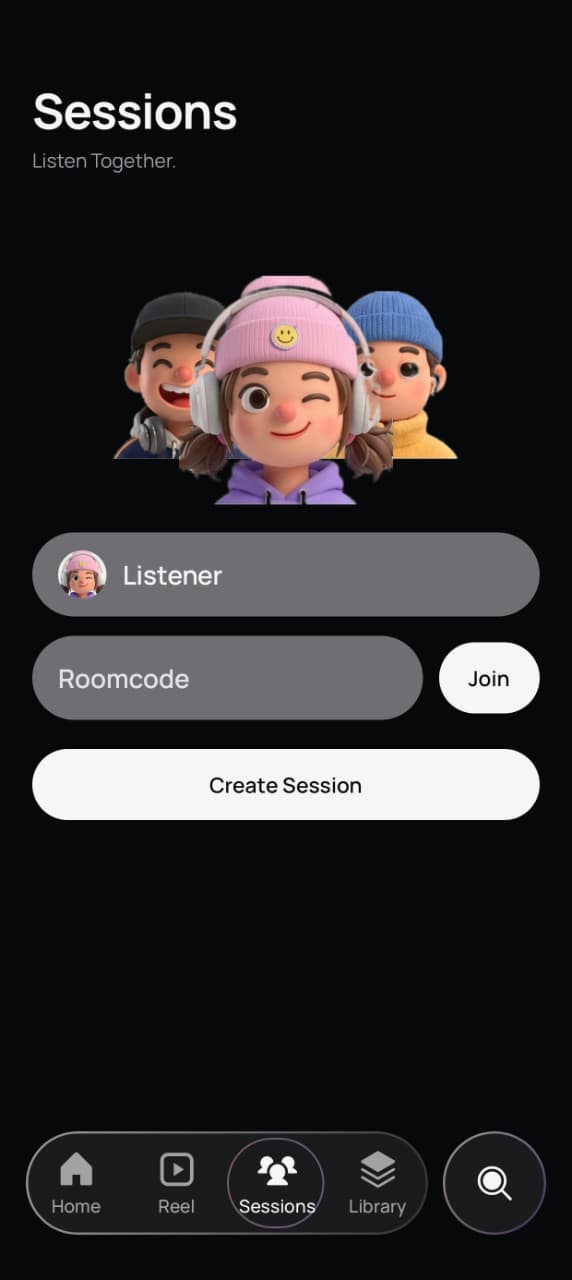 Sessions
Listen Together.
Listener
Roomcode
Join
Create Session
Home
Reel
Sessions
Library